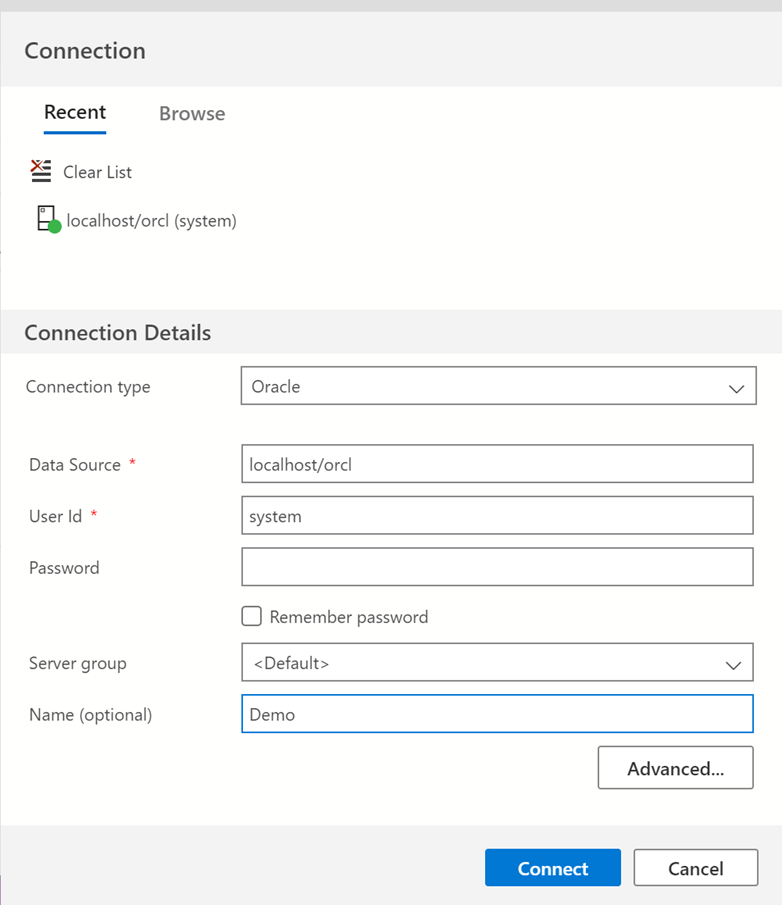 Connection
Recent Browse
Clear List
localhost/orcl (system)
Connection Details
Connection type Oracle
Data Source * localhost/orcl
User Id * system
Password
Remember password
Server group <Default>
Name (optional) Demo
Advanced...
Connect Cancel